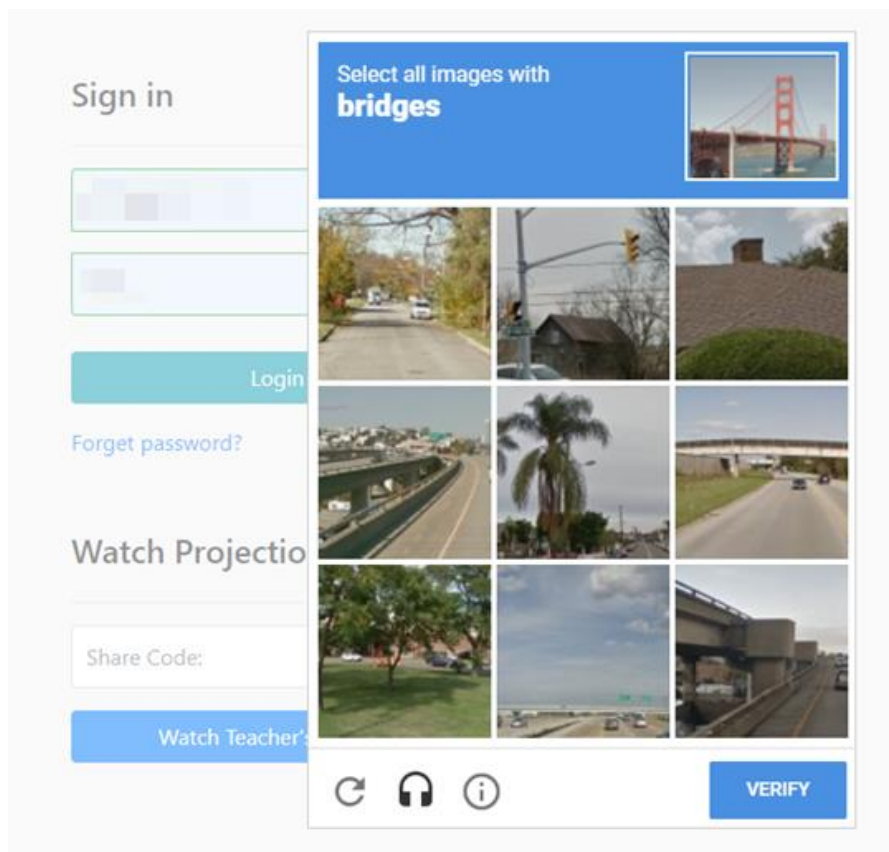 Sign in
Login
Forget password?
Watch Projectio
Share Code:
Watch Teacher's
Select all images with
bridges
VERIFY